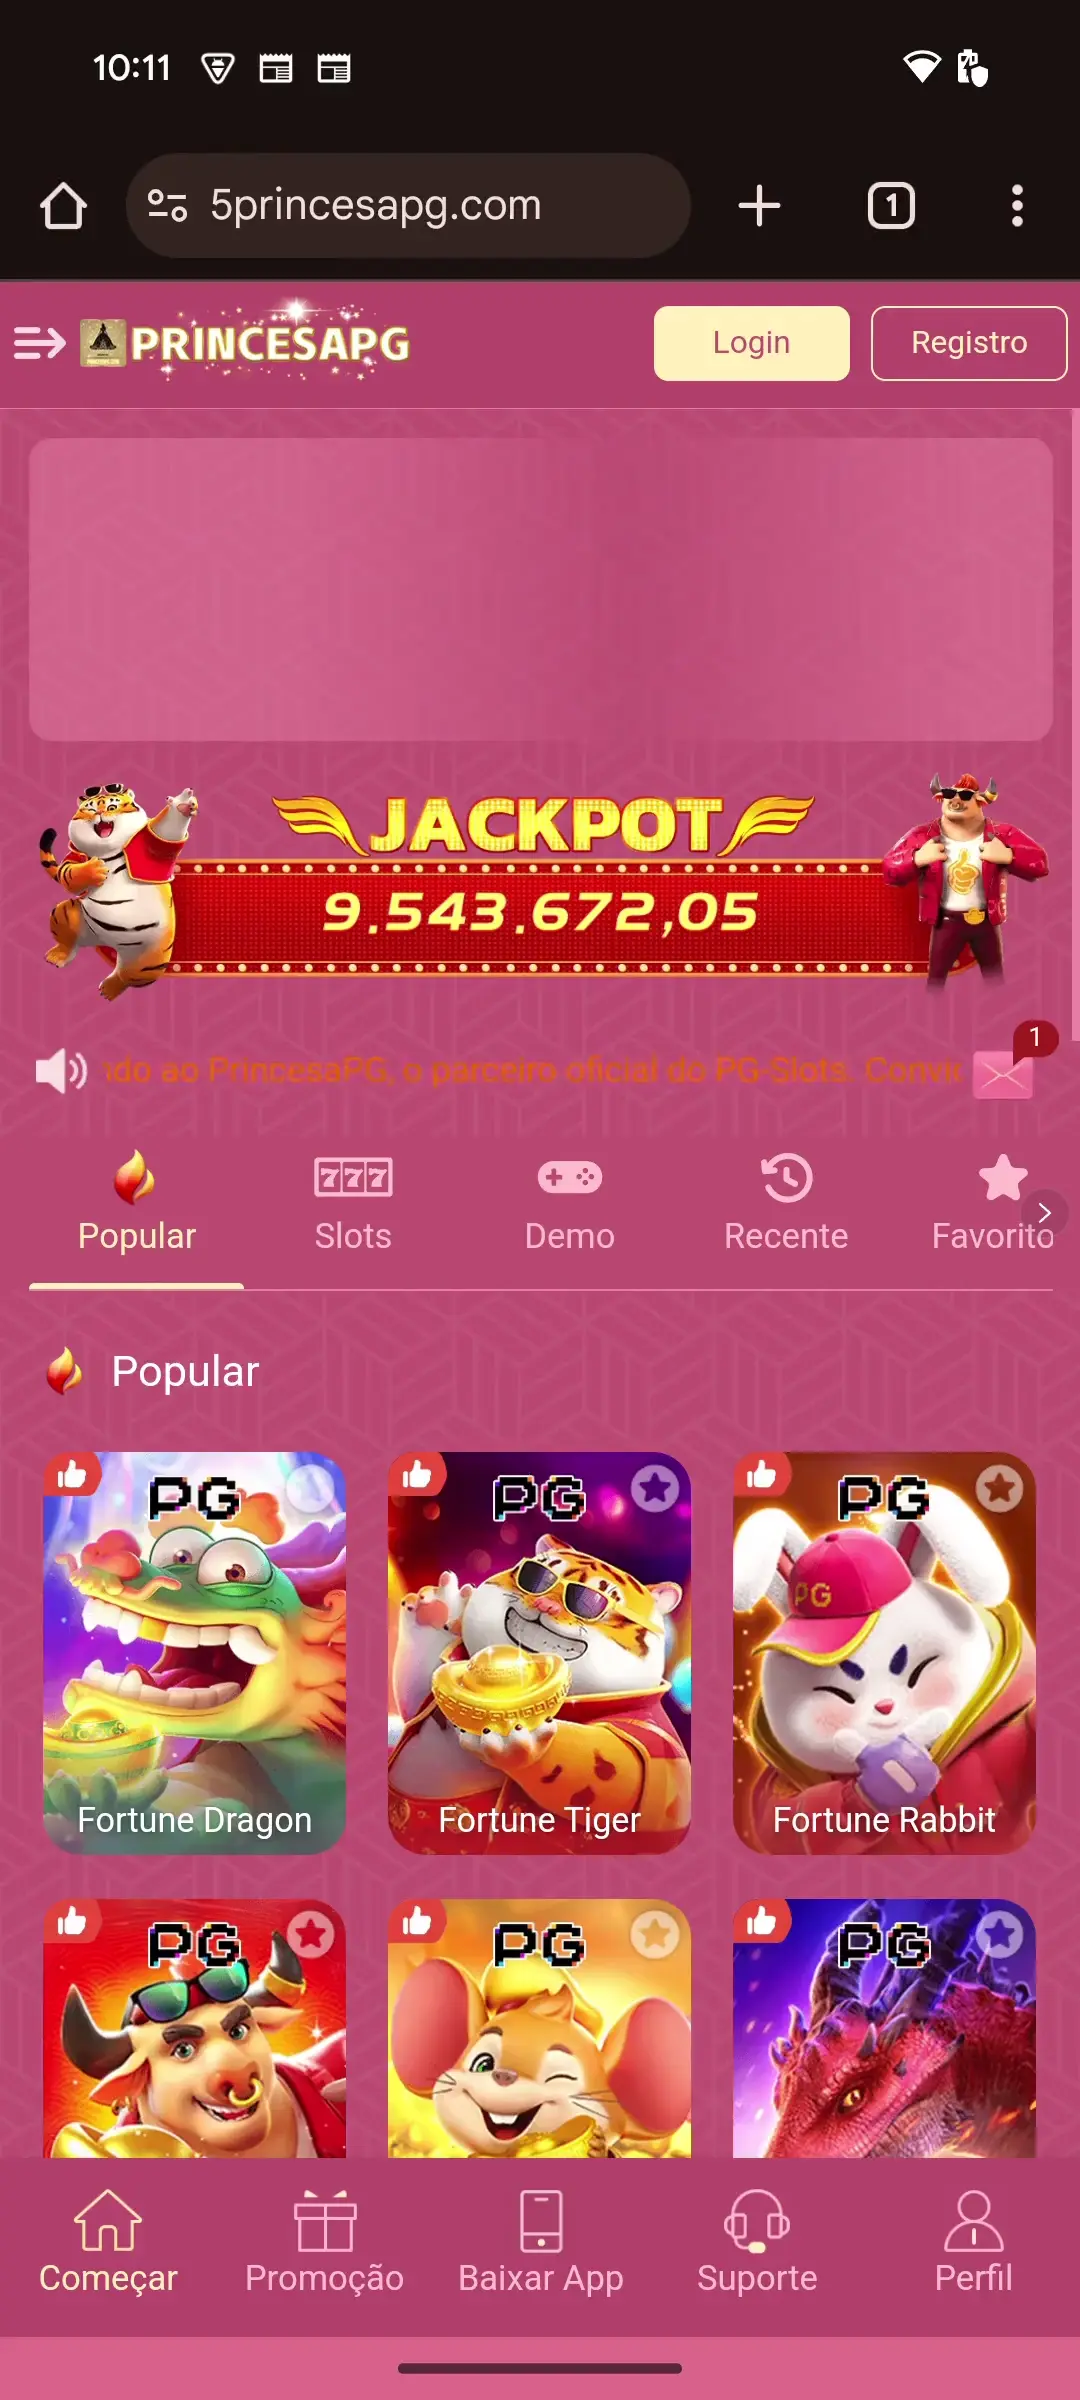 10:11
5princesapg.com
1
PRINCESAPG
Login
Registro
JACKPOT
9.543.672,05
ndo ao PrincesaPG, o parceiro oficial do PG-Slots. Convi
1
777
Popular
Slots
Demo
Recente
Favorito
Popular
PG
PG
PG
PG
Fortune Dragon
Fortune Tiger
Fortune Rabbit
PG
PG
PG
Começar
Promoção
Baixar App
Suporte
Perfil